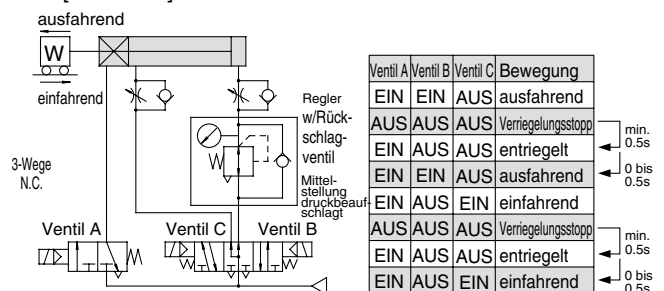 ausfahrend
W
einfahrend
Regler
w/Rück-
schlag-
ventil
3-Wege
N.C.
Mittel-
stellung
druckbeauf-
schlagt
Ventil A
Ventil C
Ventil B
Ventil A Ventil B Ventil C Bewegung
EIN EIN AUS ausfahrend
AUS AUS AUS Verriegelungsstopp
EIN AUS AUS entriegelt
EIN EIN AUS ausfahrend
EIN AUS EIN einfahrend
AUS AUS AUS Verriegelungsstopp
EIN AUS AUS entriegelt
EIN AUS EIN einfahrend
min.
0.5s
0 bis
0.5s
min.
0.5s
0 bis
0.5s